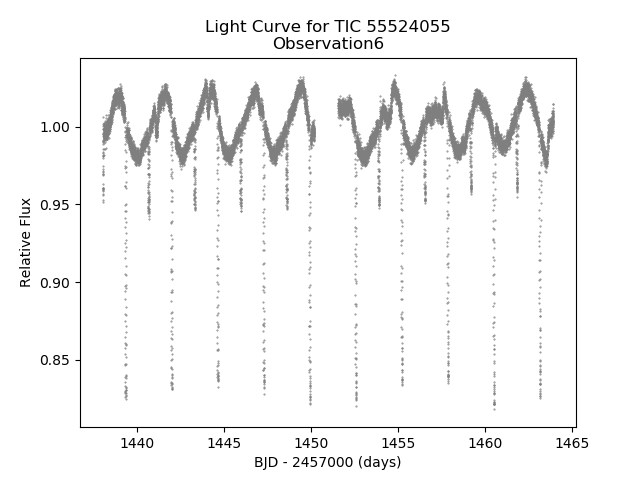 Light Curve for TIC 55524055
Observation6
1.00
0.95
0.90
0.85
Relative Flux
1440
1445
1450
1455
1460
1465
BJD - 2457000 (days)